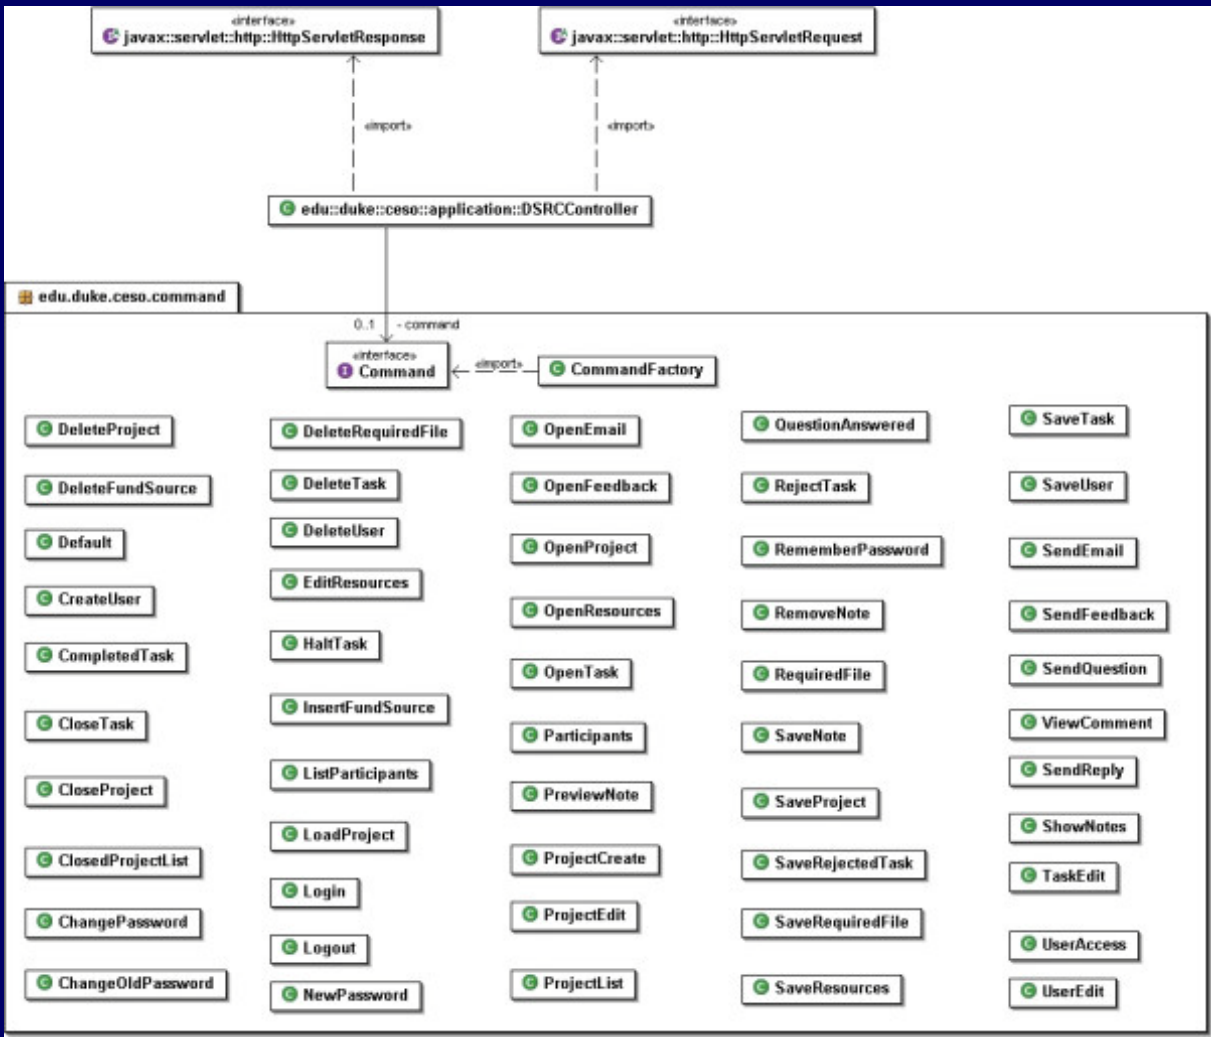 «interface»
javax::servlet::http::HttpServletResponse
«interface»
javax::servlet::http::HttpServletRequest
«import»
«import»
edu::duke::ceso::application::DSRCController
edu.duke.ceso.command
0..1
- command
«interface»
Command
«import»
CommandFactory
DeleteProject
DeleteFundSource
Default
CreateUser
CompletedTask
CloseTask
CloseProject
ClosedProjectList
ChangePassword
ChangeOldPassword
DeleteRequiredFile
DeleteTask
DeleteUser
EditResources
HaltTask
InsertFundSource
ListParticipants
LoadProject
Login
Logout
NewPassword
OpenEmail
OpenFeedback
OpenProject
OpenResources
OpenTask
Participants
PreviewNote
ProjectCreate
ProjectEdit
ProjectList
QuestionAnswered
RejectTask
RememberPassword
RemoveNote
RequiredFile
SaveNote
SaveProject
SaveRejectedTask
SaveRequiredFile
SaveResources
SaveTask
SaveUser
SendEmail
SendFeedback
SendQuestion
ViewComment
SendReply
ShowNotes
TaskEdit
UserAccess
UserEdit